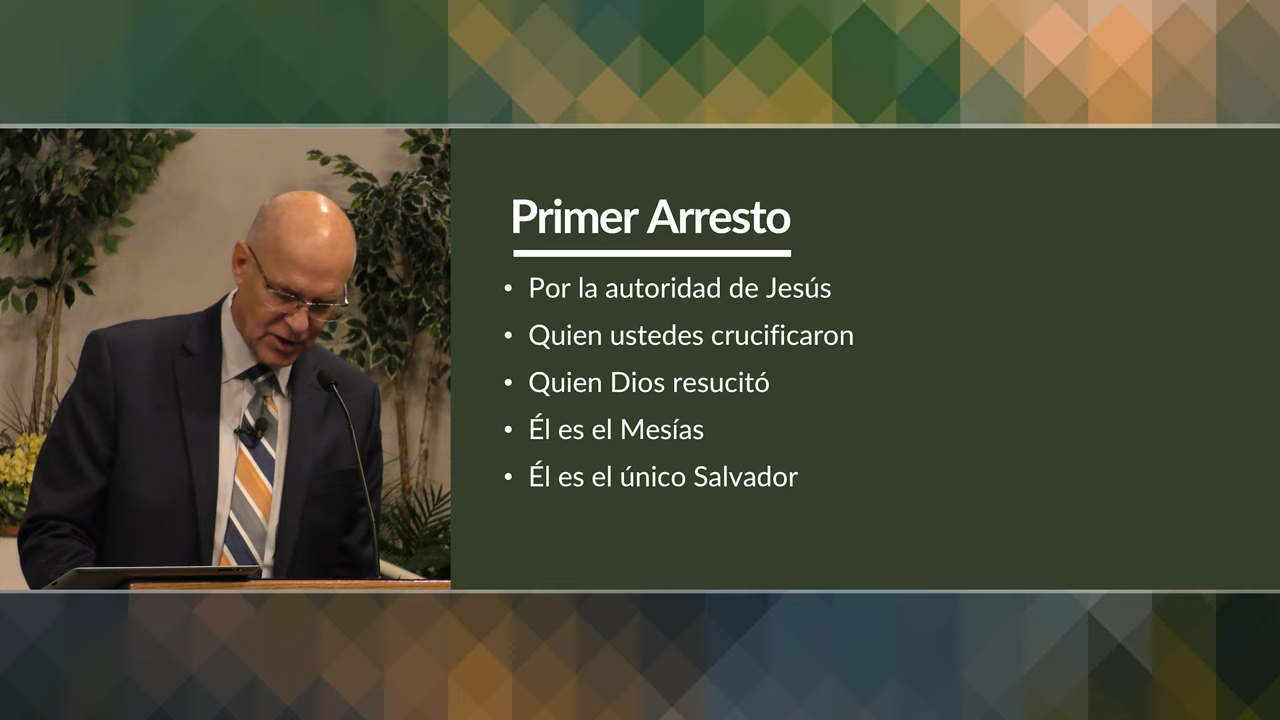 Primer Arresto
• Por la autoridad de Jesús
• Quien ustedes crucificaron
• Quien Dios resucitó
• Él es el Mesías
• Él es el único Salvador